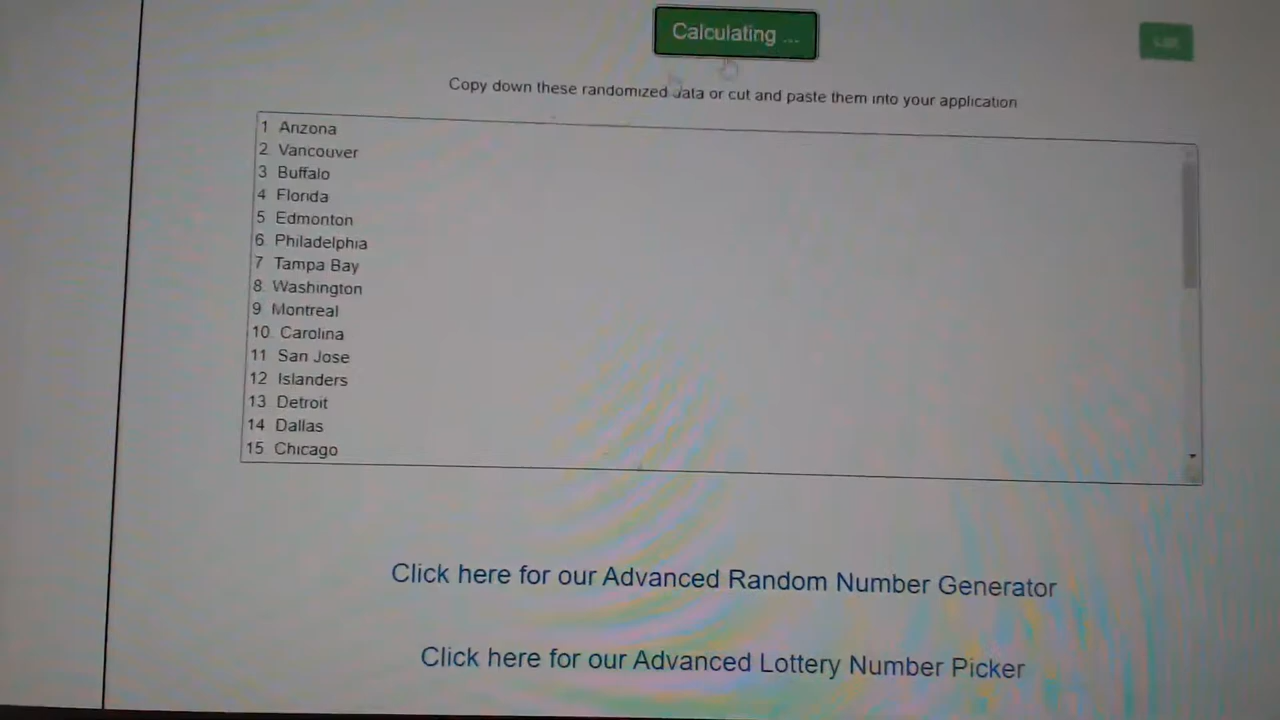 Calculating ...
Copy down these randomized data or cut and paste them into your application
1 Arizona
2 Vancouver
3 Buffalo
4 Florida
5 Edmonton
6 Philadelphia
7 Tampa Bay
8 Washington
9 Montreal
10 Carolina
11 San Jose
12 Islanders
13 Detroit
14 Dallas
15 Chicago
Click here for our Advanced Random Number Generator
Click here for our Advanced Lottery Number Picker